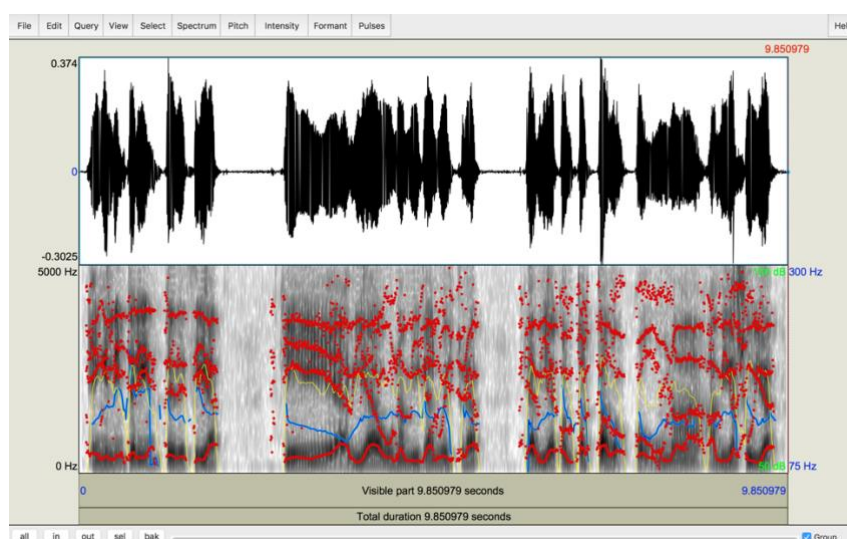 File Edit Query View Select Spectrum Pitch Intensity Formant Pulses Hel
9.850979
0.374
0
-0.3025
5000 Hz 300 Hz
0 Hz 75 Hz
0 Visible part 9.850979 seconds 9.850979
Total duration 9.850979 seconds
all in out sel bak Group